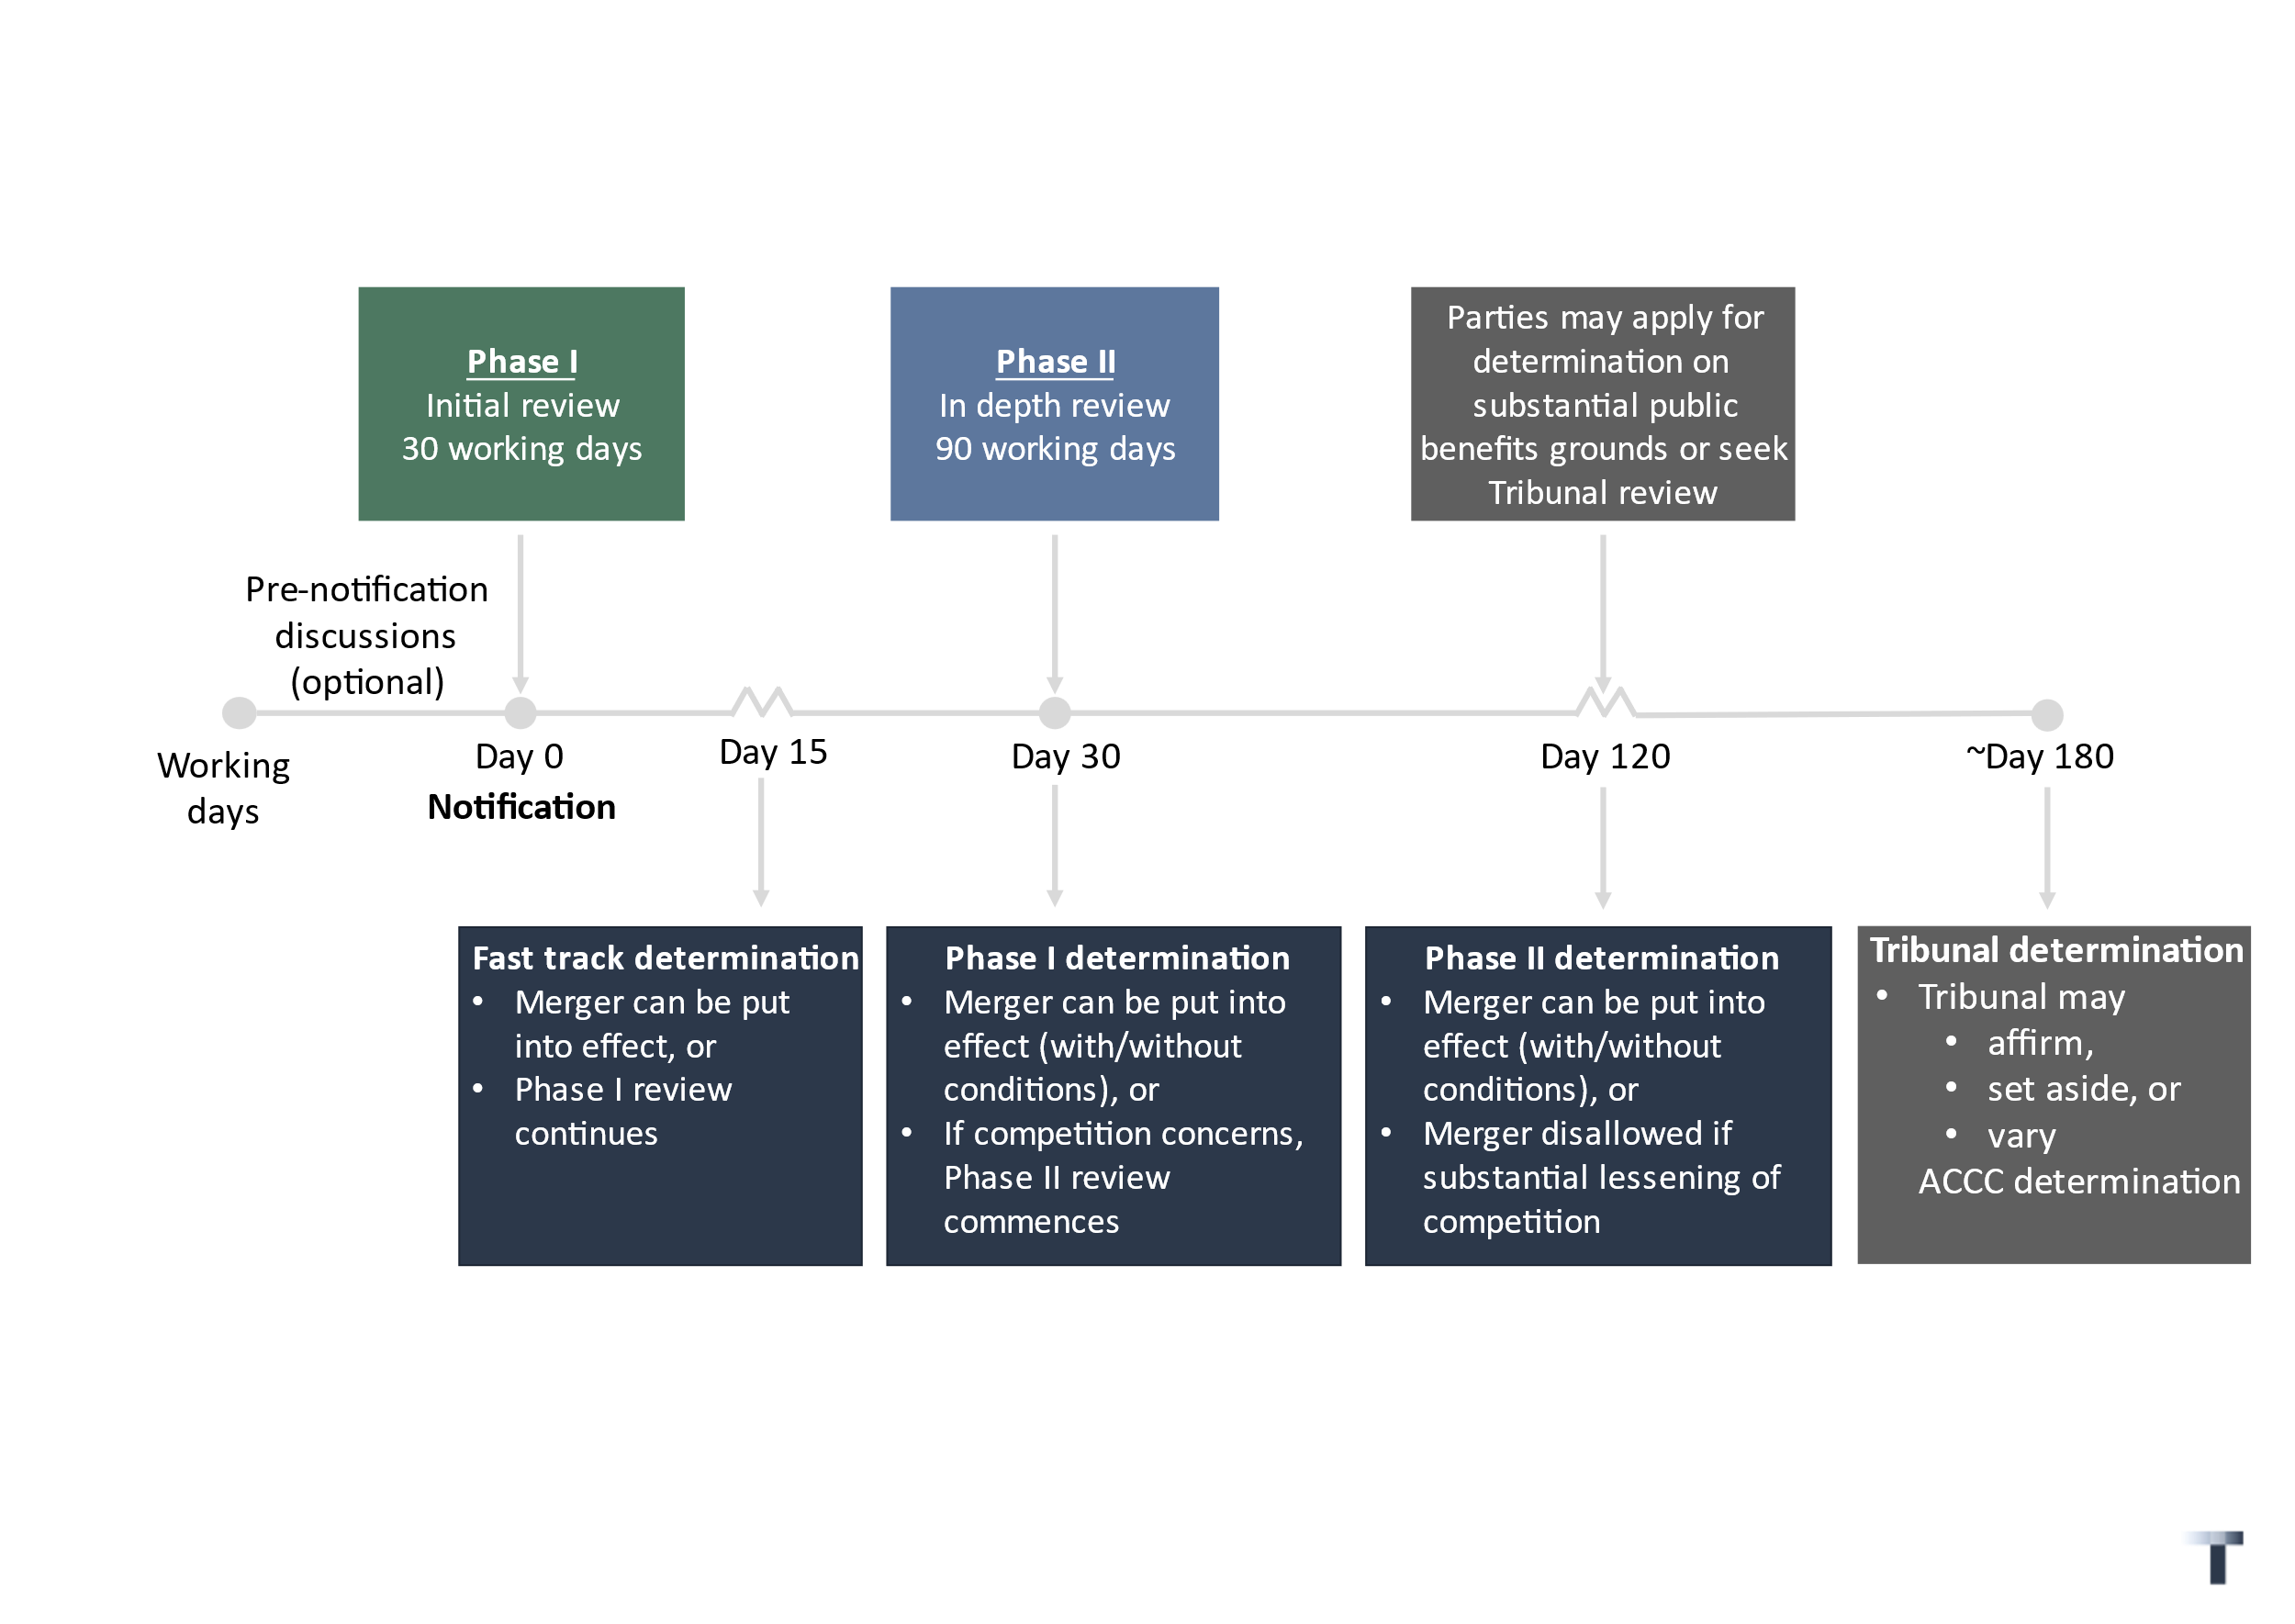 Phase I
Initial review
30 working days
Phase II
In depth review
90 working days
Parties may apply for
determination on
substantial public
benefits grounds or seek
Tribunal review
Pre-notification
discussions
(optional)
Working
days
Day 0
Notification
Day 15
Day 30
Day 120
~Day 180
Fast track determination
• Merger can be put
into effect, or
• Phase I review
continues
Phase I determination
• Merger can be put into
effect (with/without
conditions), or
• If competition concerns,
Phase II review
commences
Phase II determination
• Merger can be put into
effect (with/without
conditions), or
• Merger disallowed if
substantial lessening of
competition
Tribunal determination
• Tribunal may
• affirm,
• set aside, or
• vary
ACCC determination
T